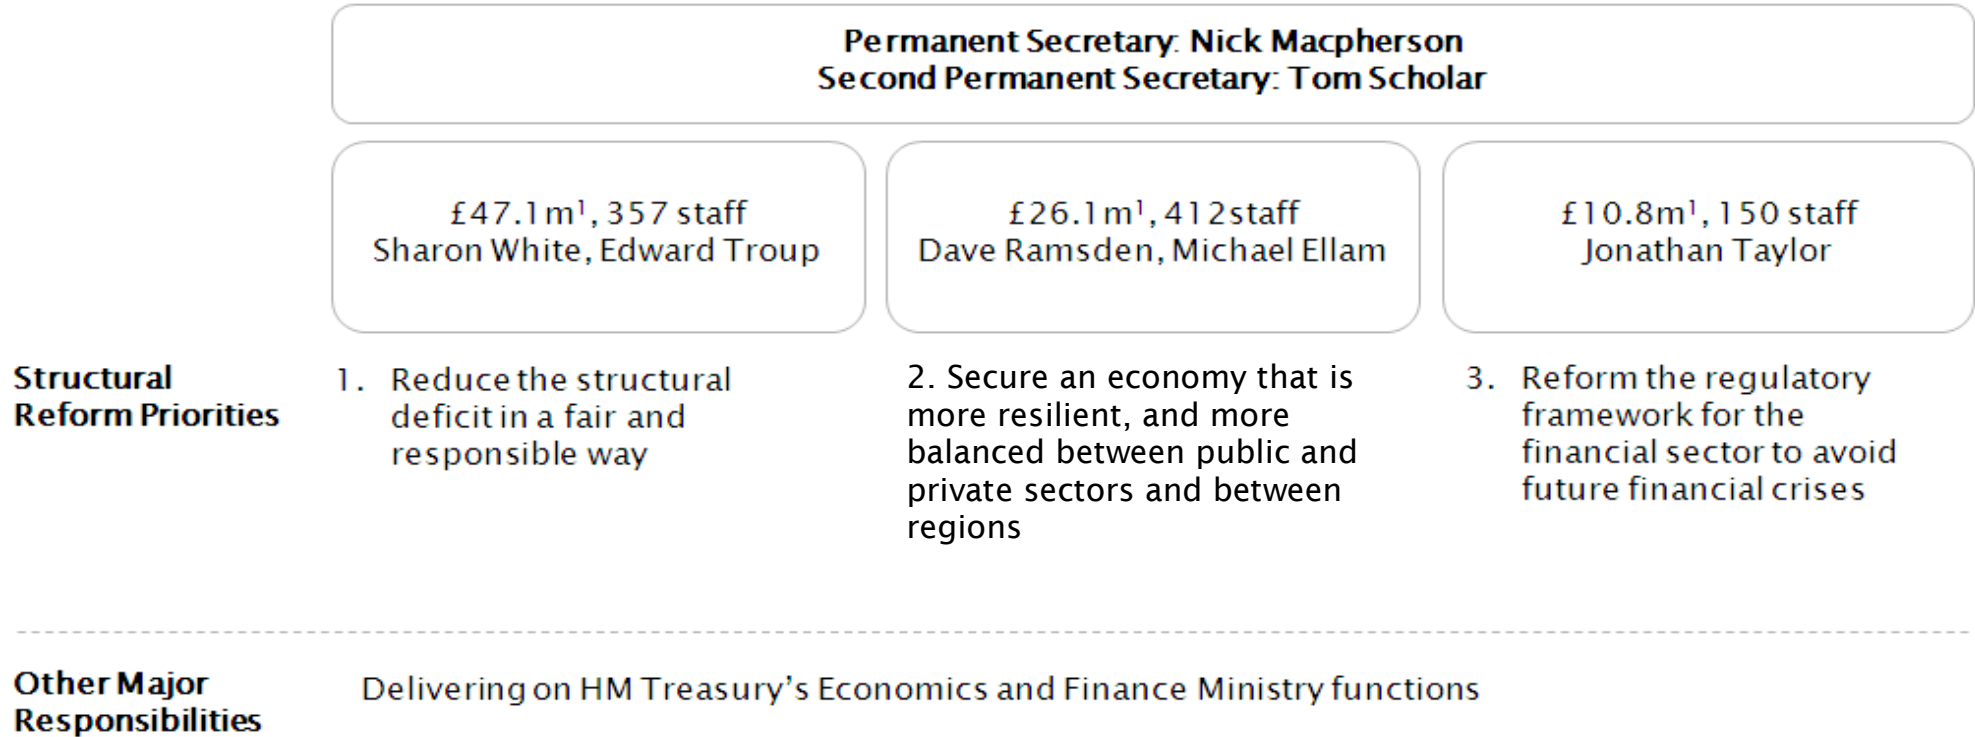 Permanent Secretary: Nick Macpherson
Second Permanent Secretary: Tom Scholar
£47.1m¹, 357 staff
Sharon White, Edward Troup
£26.1m¹, 412staff
Dave Ramsden, Michael Ellam
£10.8m¹, 150 staff
Jonathan Taylor
Structural
Reform Priorities
1. Reduce the structural
deficit in a fair and
responsible way
2. Secure an economy that is
more resilient, and more
balanced between public and
private sectors and between
regions
3. Reform the regulatory
framework for the
financial sector to avoid
future financial crises
Other Major
Responsibilities
Delivering on HM Treasury’s Economics and Finance Ministry functions